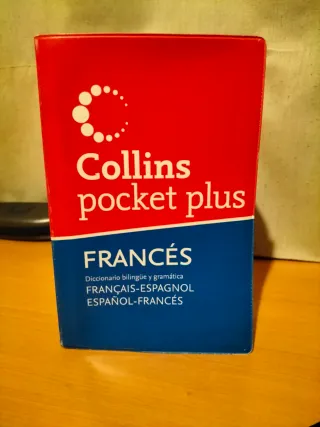 Collins
pocket plus
FRANCÉS
Diccionario bilingüe y gramática
FRANÇAIS-ESPAGNOL
ESPAÑOL-FRANCÉS